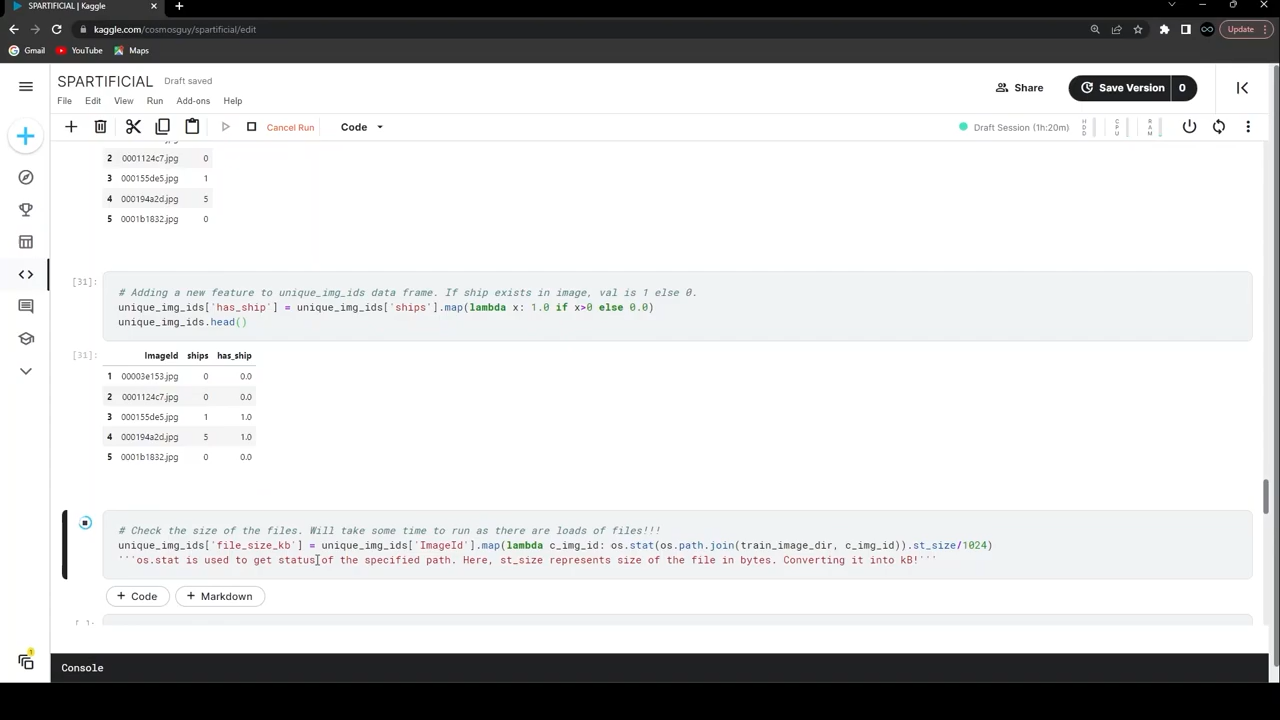 SPARTIFICIAL | Kaggle
kaggle.com/cosmosguy/spartificial/edit
Update
Gmail YouTube Maps
SPARTIFICIAL Draft saved
File Edit View Run Add-ons Help
Share
Save Version 0
Cancel Run
Code
Draft Session (1h:20m)
HDD
CPU
RAM
2 0001124c7.jpg 0
3 000155de5.jpg 1
4 000194a2d.jpg 5
5 0001b1832.jpg 0
[31]:
# Adding a new feature to unique_img_ids data frame. If ship exists in image, val is 1 else 0.
unique_img_ids['has_ship'] = unique_img_ids['ships'].map(lambda x: 1.0 if x>0 else 0.0)
unique_img_ids.head()
[31]:
ImageId ships has_ship
1 00003e153.jpg 0 0.0
2 0001124c7.jpg 0 0.0
3 000155de5.jpg 1 1.0
4 000194a2d.jpg 5 1.0
5 0001b1832.jpg 0 0.0
# Check the size of the files. Will take some time to run as there are loads of files!!!
unique_img_ids['file_size_kb'] = unique_img_ids['ImageId'].map(lambda c_img_id: os.stat(os.path.join(train_image_dir, c_img_id)).st_size/1024)
'''os.stat is used to get status of the specified path. Here, st_size represents size of the file in bytes. Converting it into kB!'''
+ Code + Markdown
[ ]:
1
Console